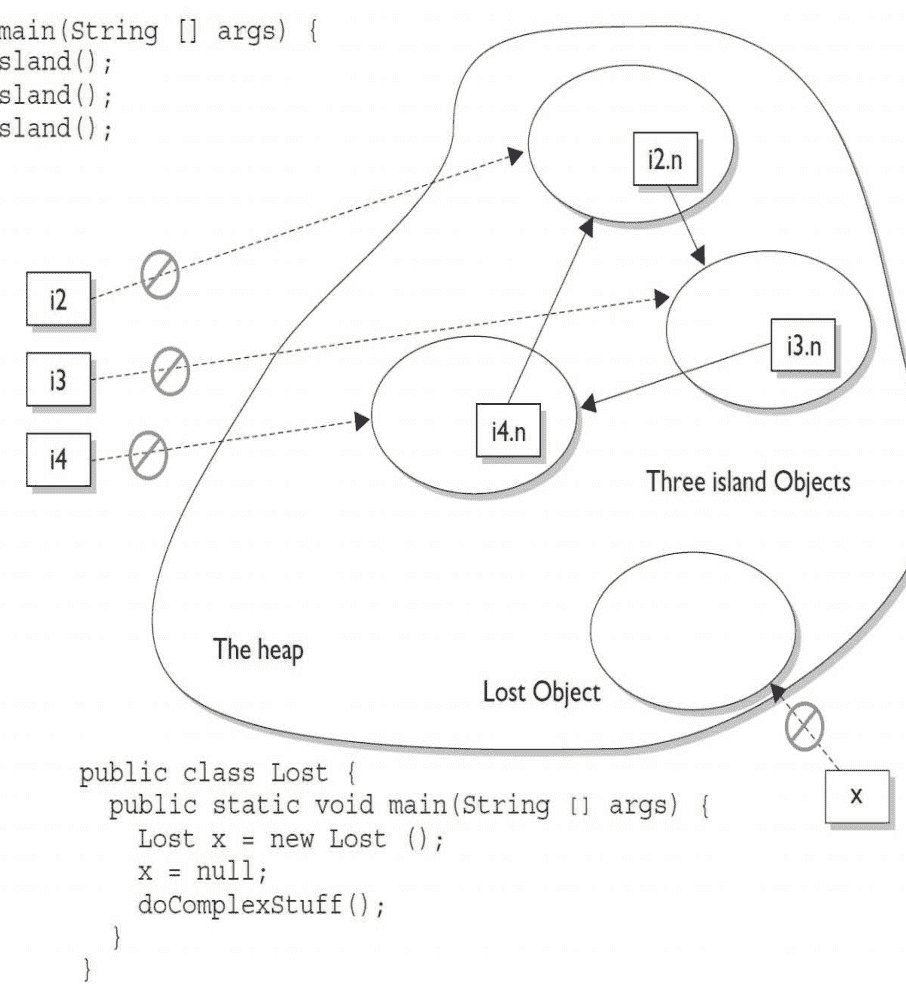 main(String [] args) {
sland();
sland();
sland();
i2.n
i2
i3
i3.n
i4
i4.n
Three island Objects
The heap
Lost Object
public class Lost {
public static void main(String [] args) {
Lost x = new Lost ();
x
x = null;
doComplexStuff();
}
}